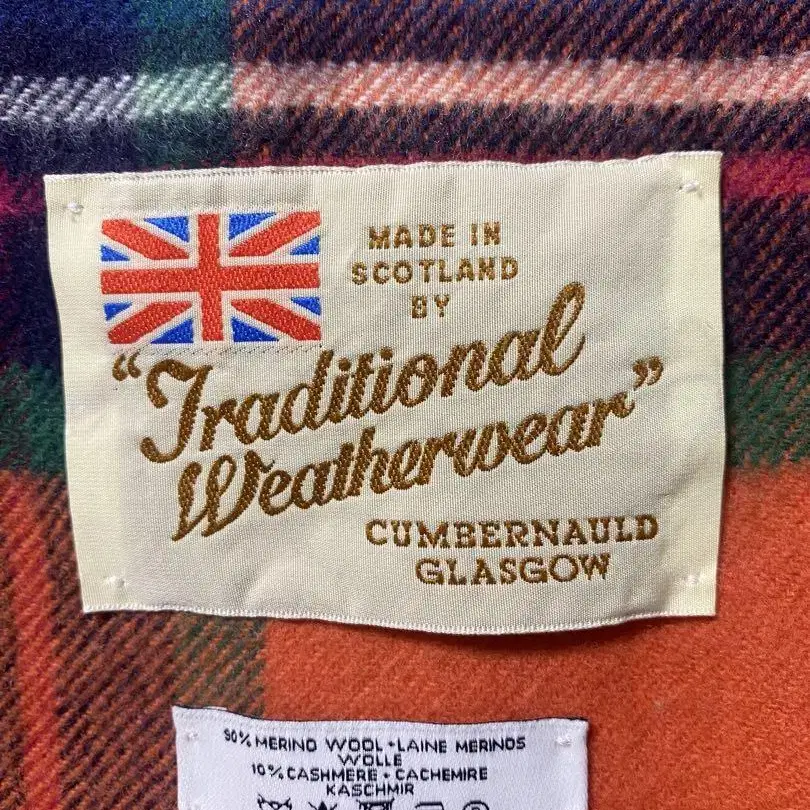 MADE IN
SCOTLAND
BY
“Traditional
Weatherwear”
CUMBERNAULD
GLASGOW
90% MERINO WOOL • LAINE MERINOS
WOLLE
10% CASHMERE • CACHEMIRE
KASCHMIR